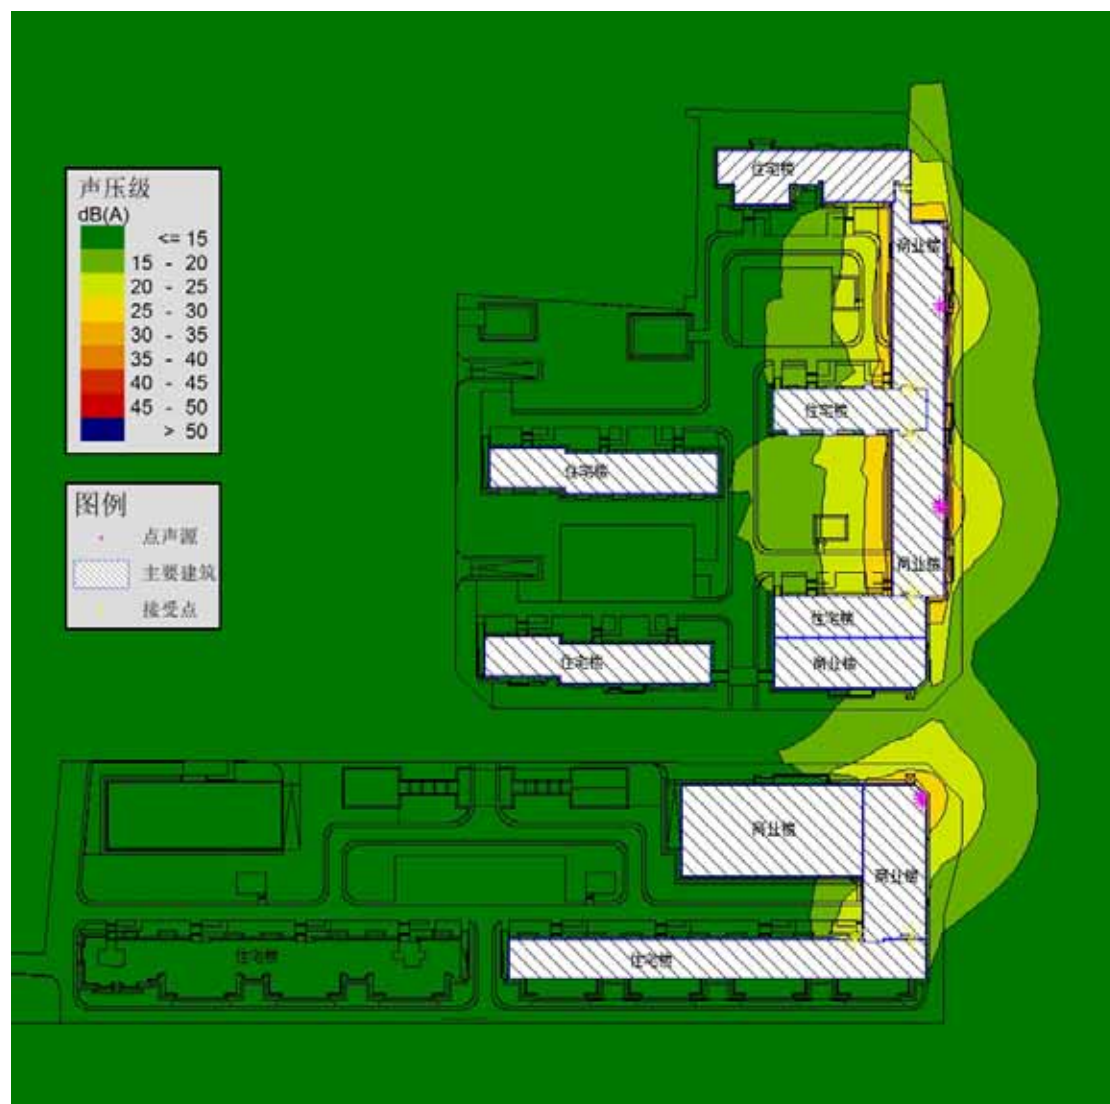 声压级
dB(A)
<= 15
15 - 20
20 - 25
25 - 30
30 - 35
35 - 40
40 - 45
45 - 50
> 50
图例
点声源
主要建筑
接受点
住宅楼
商业楼
住宅楼
住宅楼
商业楼
住宅楼
住宅楼
商业楼
商业楼
商业楼
住宅楼
住宅楼